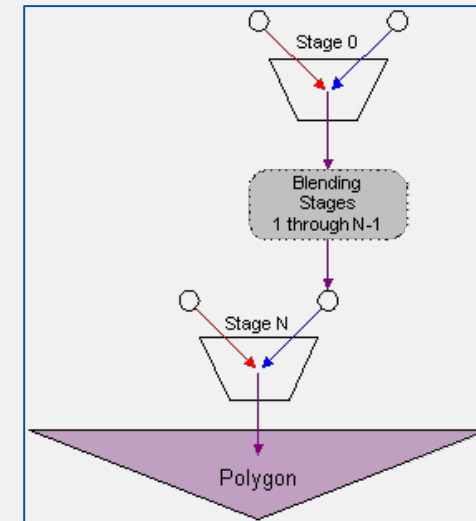 Stage 0
Blending
Stages
1 through N-1
Stage N
Polygon